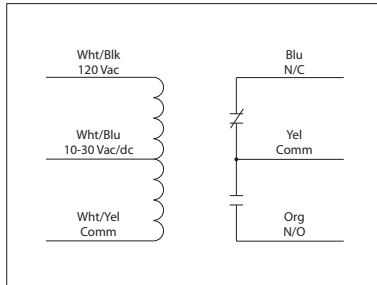 Wht/Blk
120 Vac
Wht/Blu
10-30 Vac/dc
Wht/Yel
Comm
Blu
N/C
Yel
Comm
Org
N/O